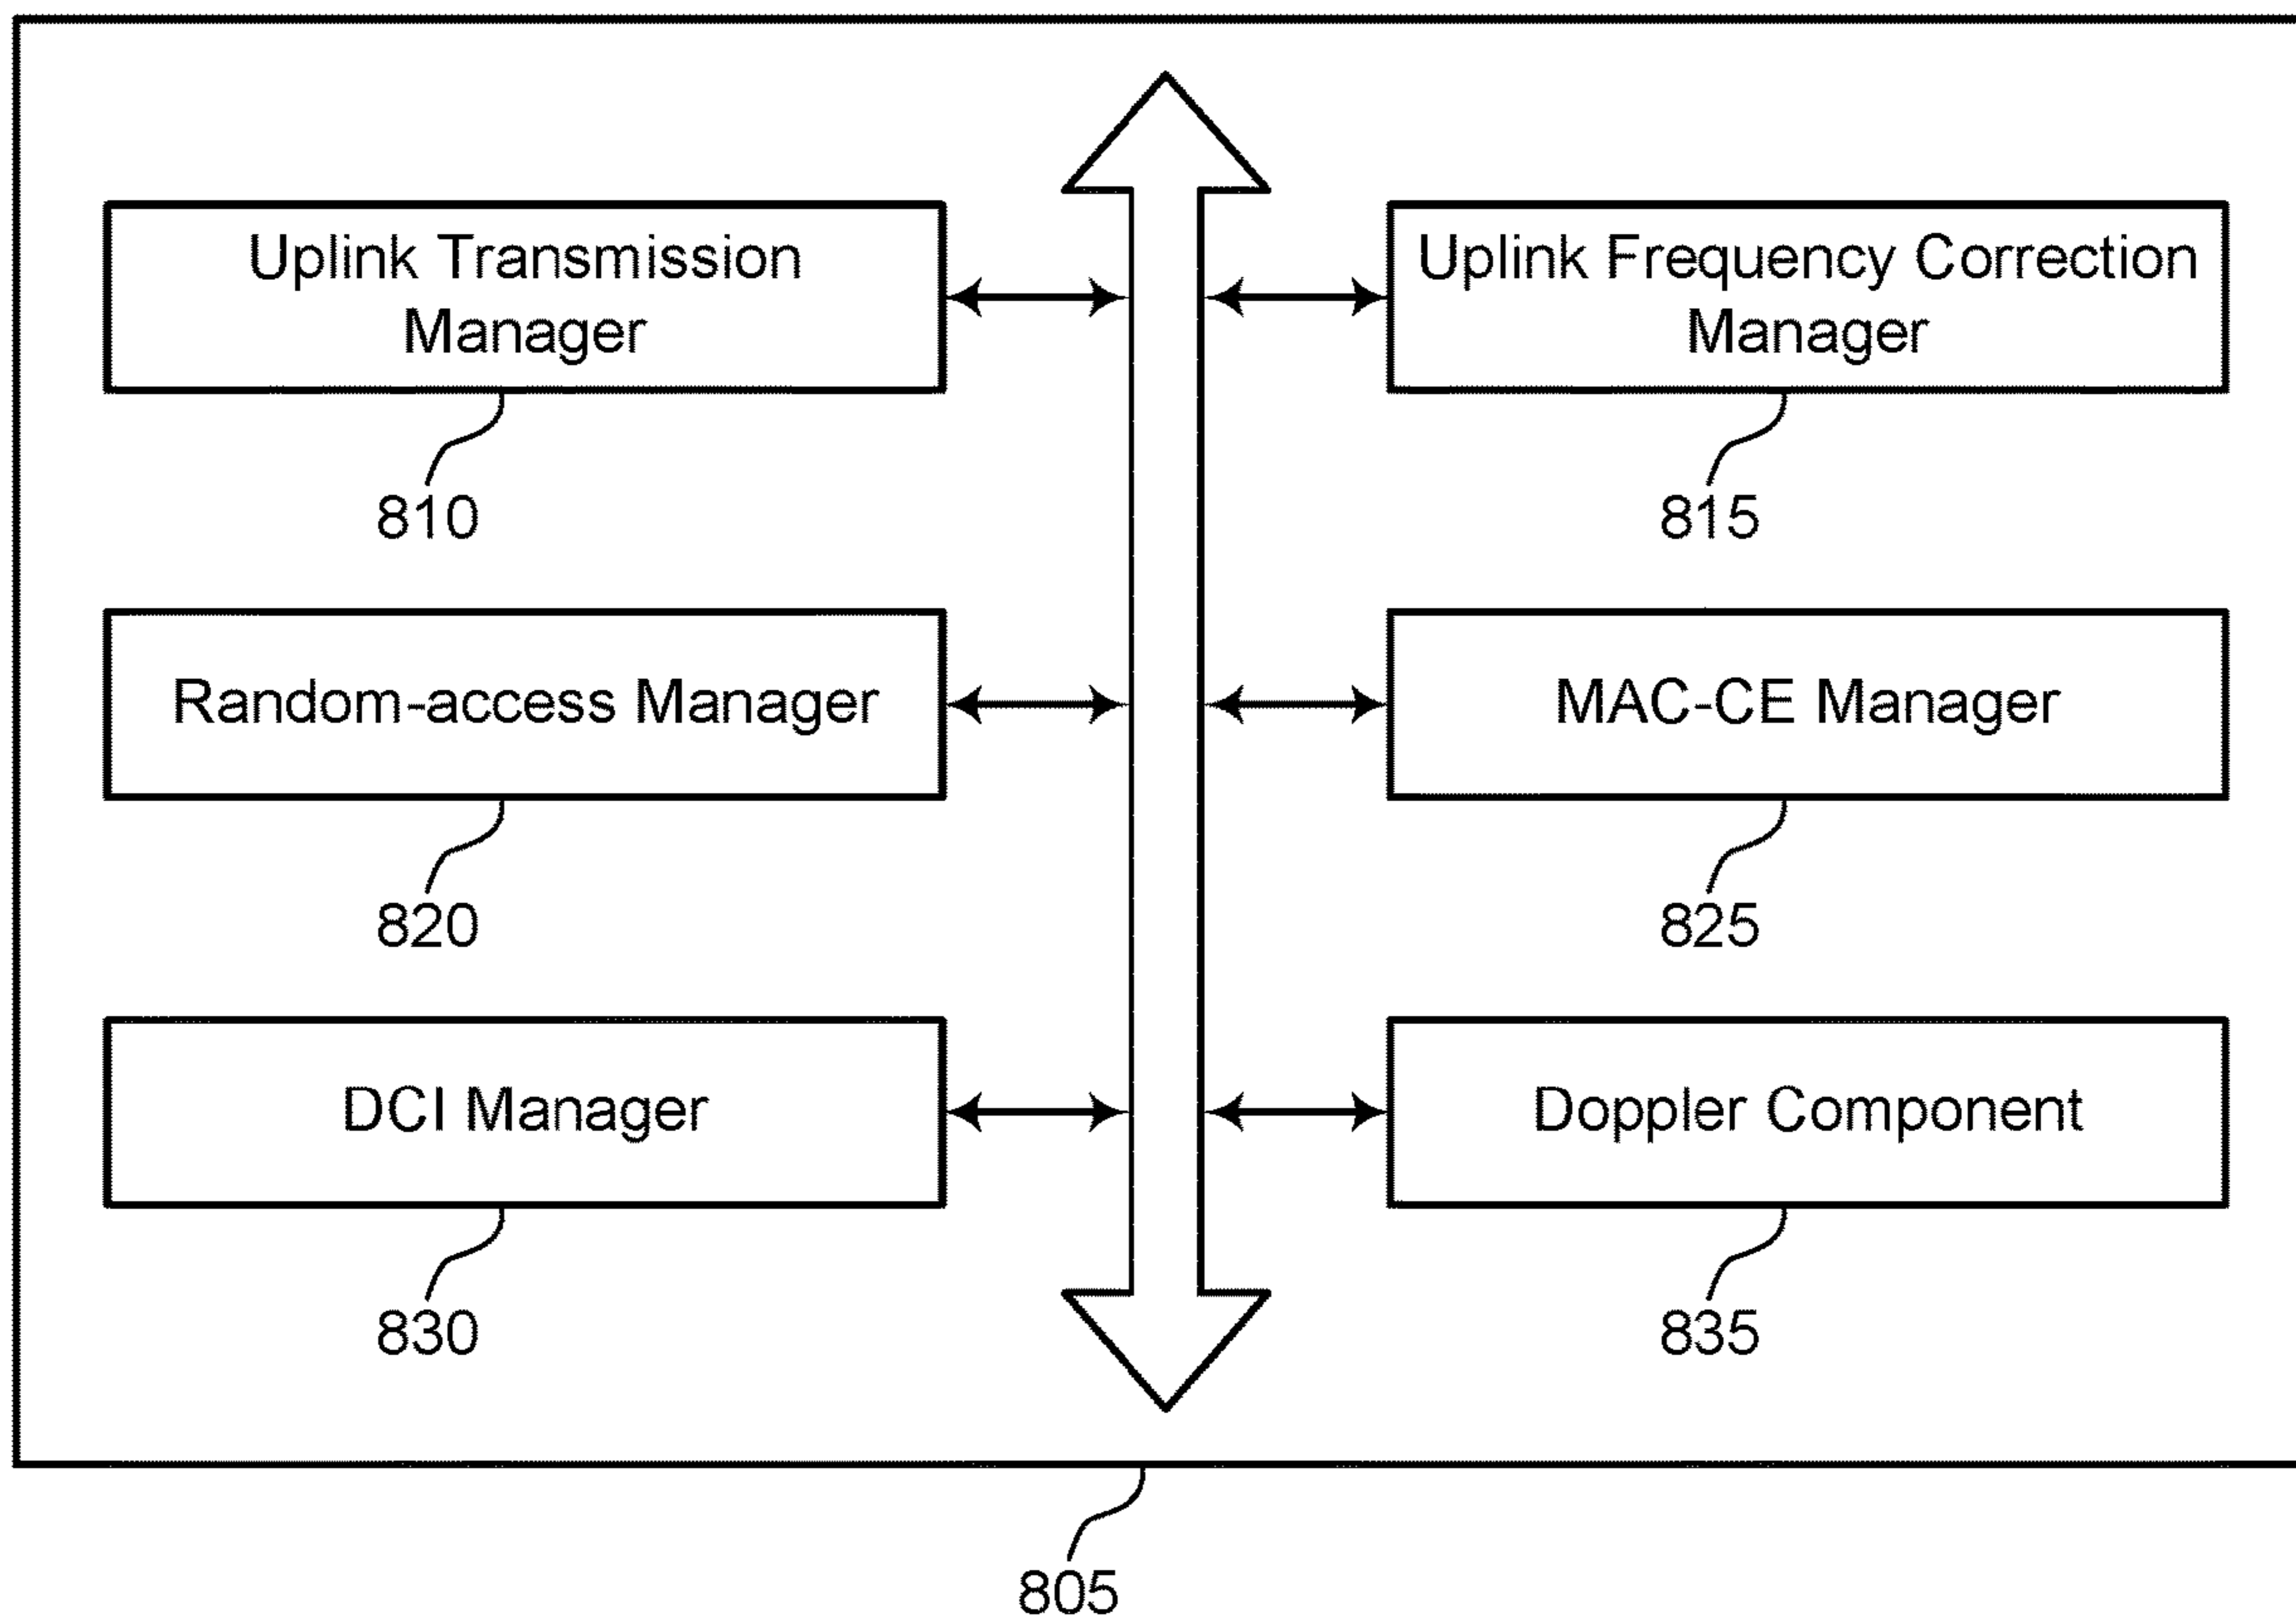 Uplink Transmission
Manager
810
Uplink Frequency Correction
Manager
815
Random-access Manager
820
MAC-CE Manager
825
DCI Manager
830
Doppler Component
835
805